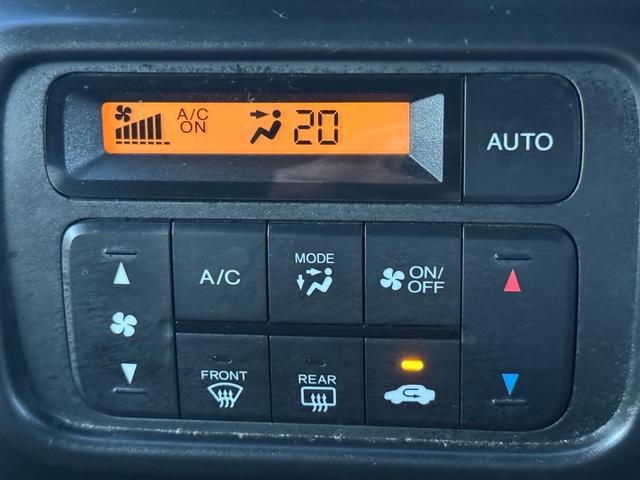 A/C
ON
20
AUTO
A/C
MODE
ON/
OFF
FRONT
REAR